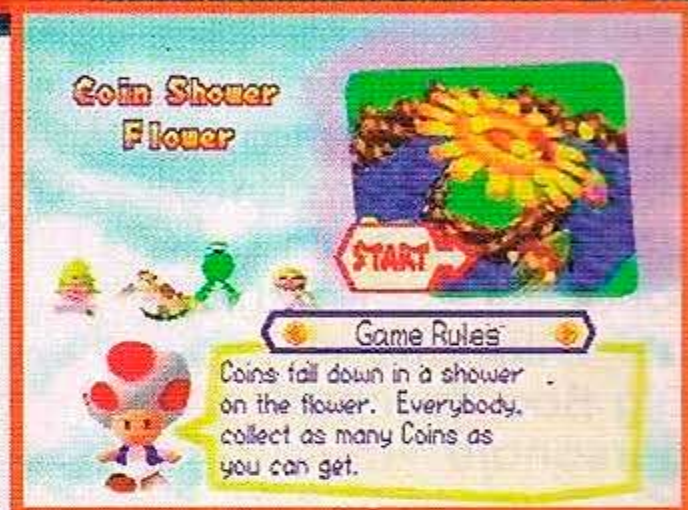 Coin Shower
Flower
START
Game Rules
Coins fall down in a shower
on the flower. Everybody,
collect as many Coins as
you can get.